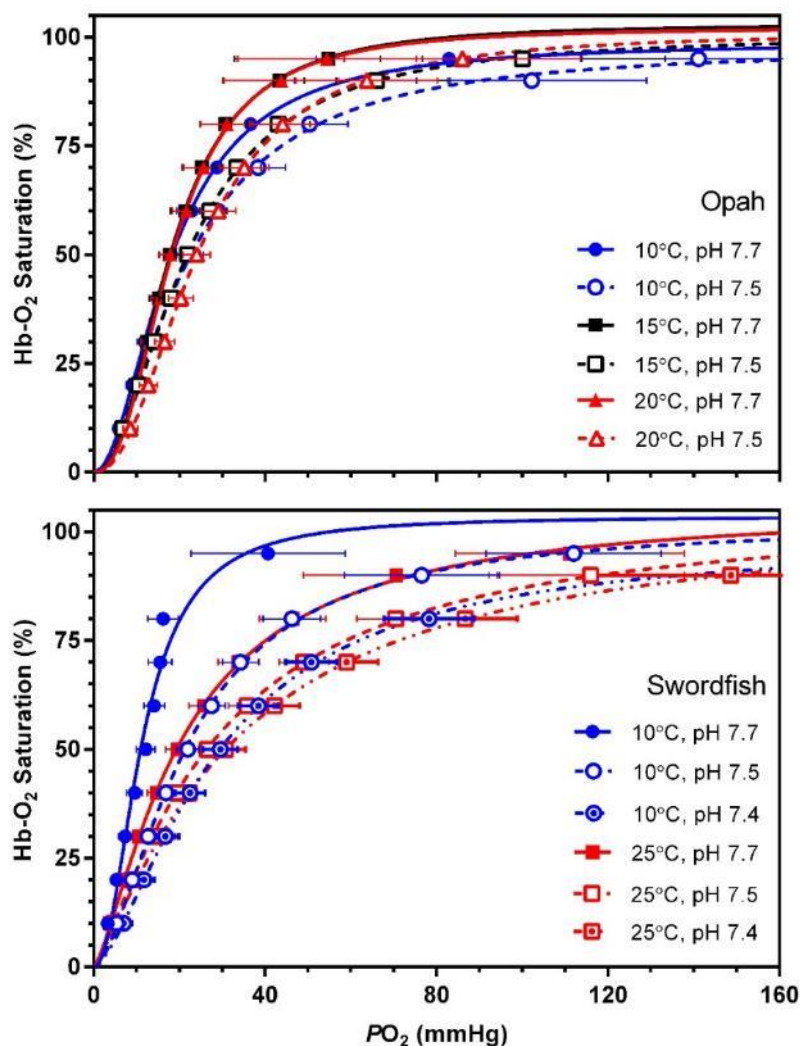 100
75
50
25
0
Hb-O₂ Saturation (%)
Opah
10°C, pH 7.7
10°C, pH 7.5
15°C, pH 7.7
15°C, pH 7.5
20°C, pH 7.7
20°C, pH 7.5
100
75
50
25
0
Hb-O₂ Saturation (%)
Swordfish
10°C, pH 7.7
10°C, pH 7.5
10°C, pH 7.4
25°C, pH 7.7
25°C, pH 7.5
25°C, pH 7.4
0 40 80 120 160
PO₂ (mmHg)